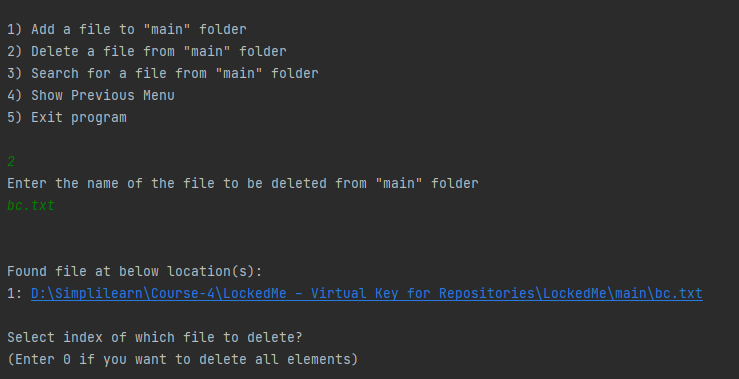 1) Add a file to "main" folder
2) Delete a file from "main" folder
3) Search for a file from "main" folder
4) Show Previous Menu
5) Exit program
2
Enter the name of the file to be deleted from "main" folder
bc.txt
Found file at below location(s):
1: D:\Simplilearn\Course-4\LockedMe – Virtual Key for Repositories\LockedMe\main\bc.txt
Select index of which file to delete?
(Enter 0 if you want to delete all elements)